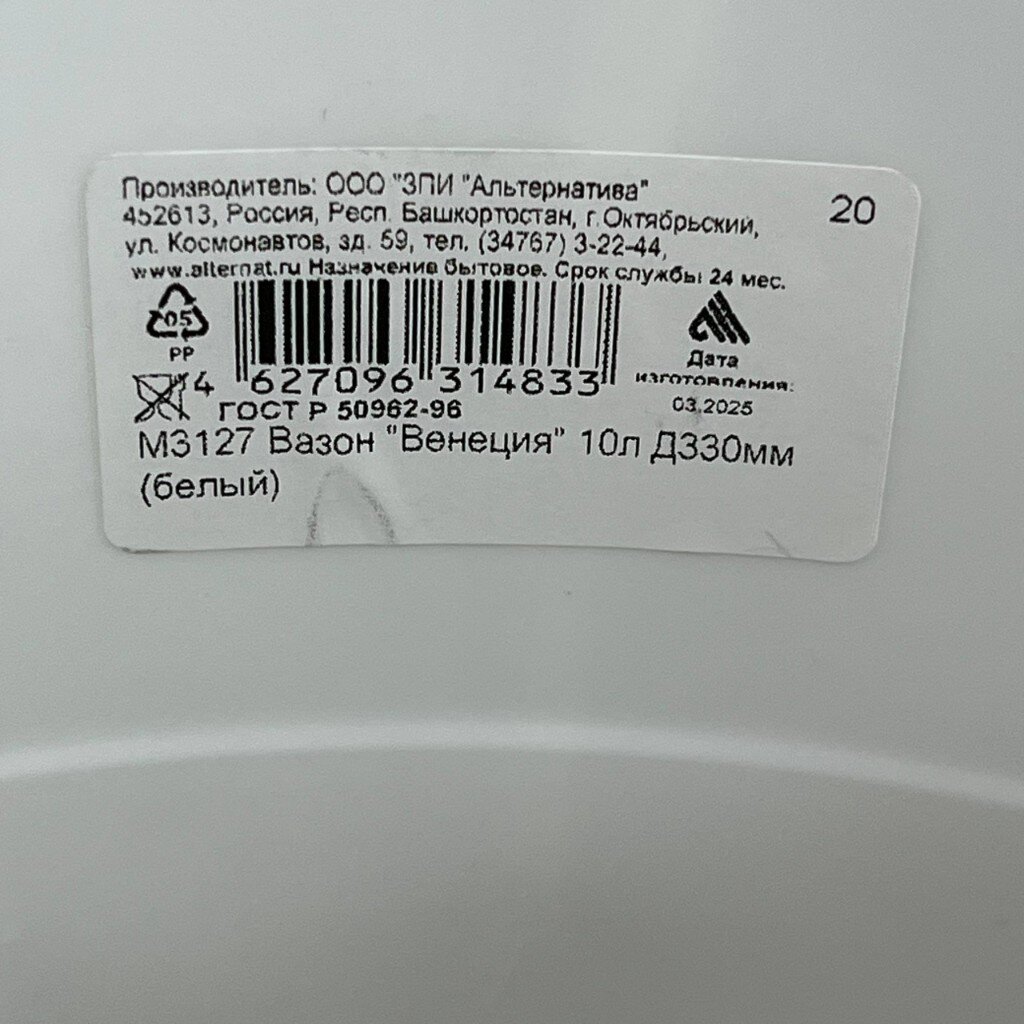 Производитель: ООО "ЗПИ "Альтернатива"
20
452613, Россия, Респ. Башкортостан, г.Октябрьский,
ул. Космонавтов, зд. 59, тел. (34767) 3-22-44,
www.alternat.ru Назначение бытовое. Срок службы 24 мес.
05
PP
4 627096 314833
Дата
изготовления:
03.2025
ГОСТ Р 50962-96
М3127 Вазон "Венеция" 10л Д330мм
(белый)